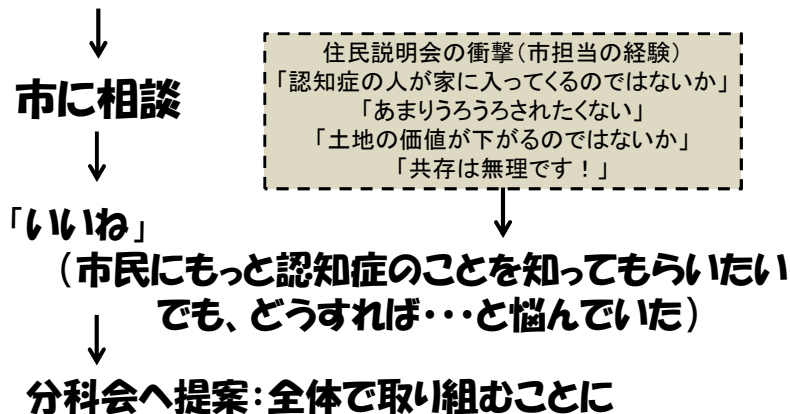 市に相談
住民説明会の衝撃（市担当の経験）
「認知症の人が家に入ってくるのではないか」
「あまりうろうろされたくない」
「土地の価値が下がるのではないか」
「共存は無理です！」
「いいね」
（市民にもっと認知症のことを知ってもらいたい
でも、どうすれば・・・と悩んでいた）
分科会へ提案：全体で取り組むことに